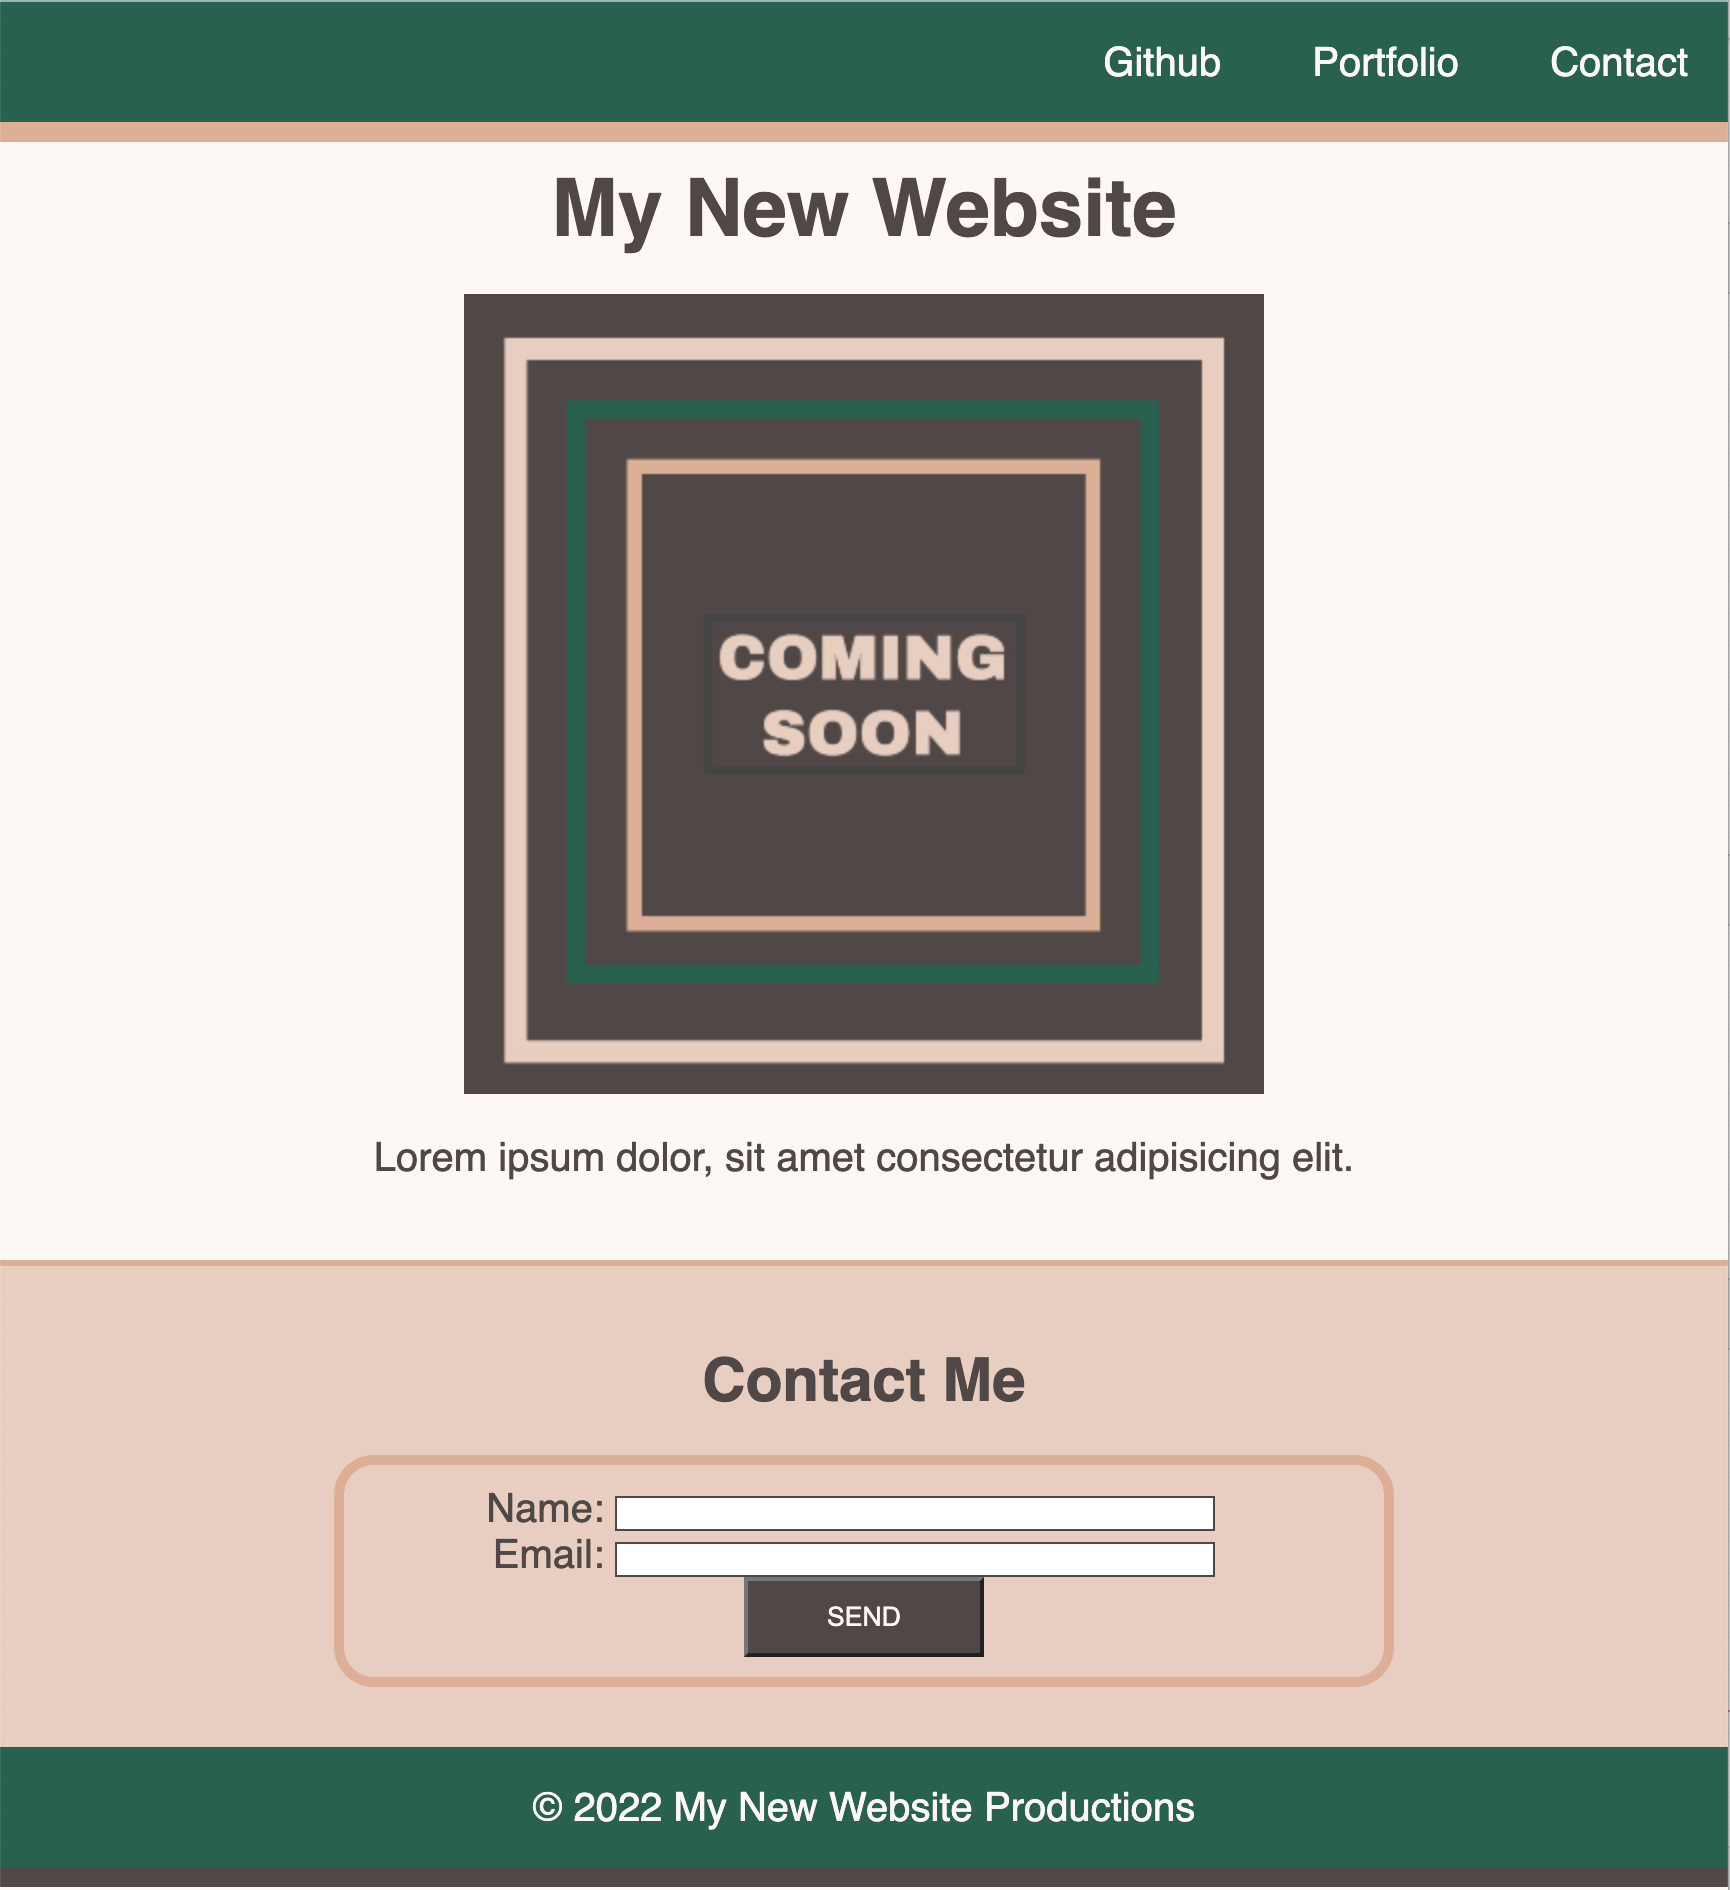 Github Portfolio Contact
My New Website
COMING
SOON
Lorem ipsum dolor, sit amet consectetur adipisicing elit.
Contact Me
Name:
Email:
SEND
© 2022 My New Website Productions